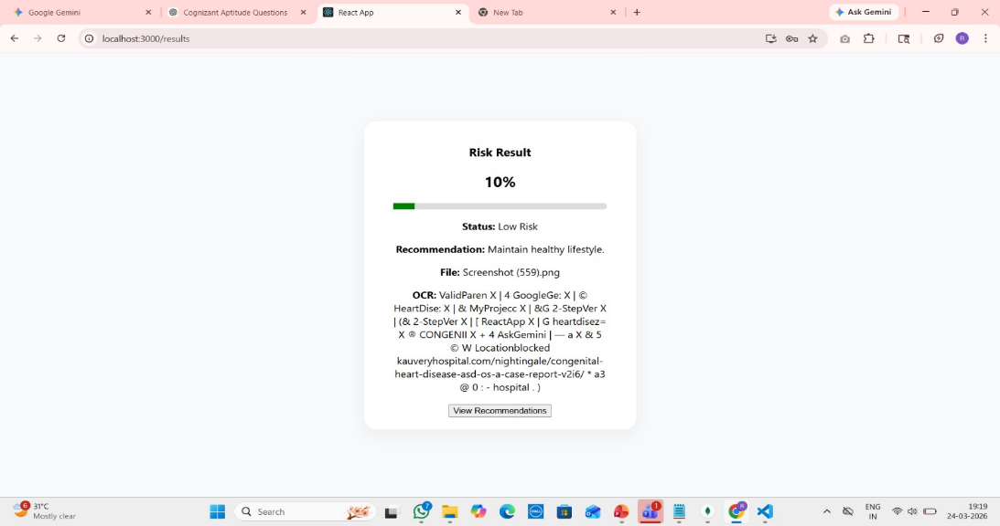 Google Gemini
Cognizant Aptitude Questions
React App
New Tab
Ask Gemini
localhost:3000/results
R
Risk Result
10%
Status: Low Risk
Recommendation: Maintain healthy lifestyle.
File: Screenshot (559).png
OCR: ValidParen X | 4 GoogleGe: X | ©
HeartDise: X | & MyProjecc X | &G 2-StepVer X
| (& 2-StepVer X | [ ReactApp X | G heartdisez=
X ® CONGENII X + 4 AskGemini | — a X & 5
© W Locationblocked
kauveryhospital.com/nightingale/congenital-
heart-disease-asd-os-a-case-report-v2i6/ * a3
@ 0 : - hospital . )
View Recommendations
6
31°C
Mostly clear
Search
7
1
ENG
IN
19:19
24-03-2026